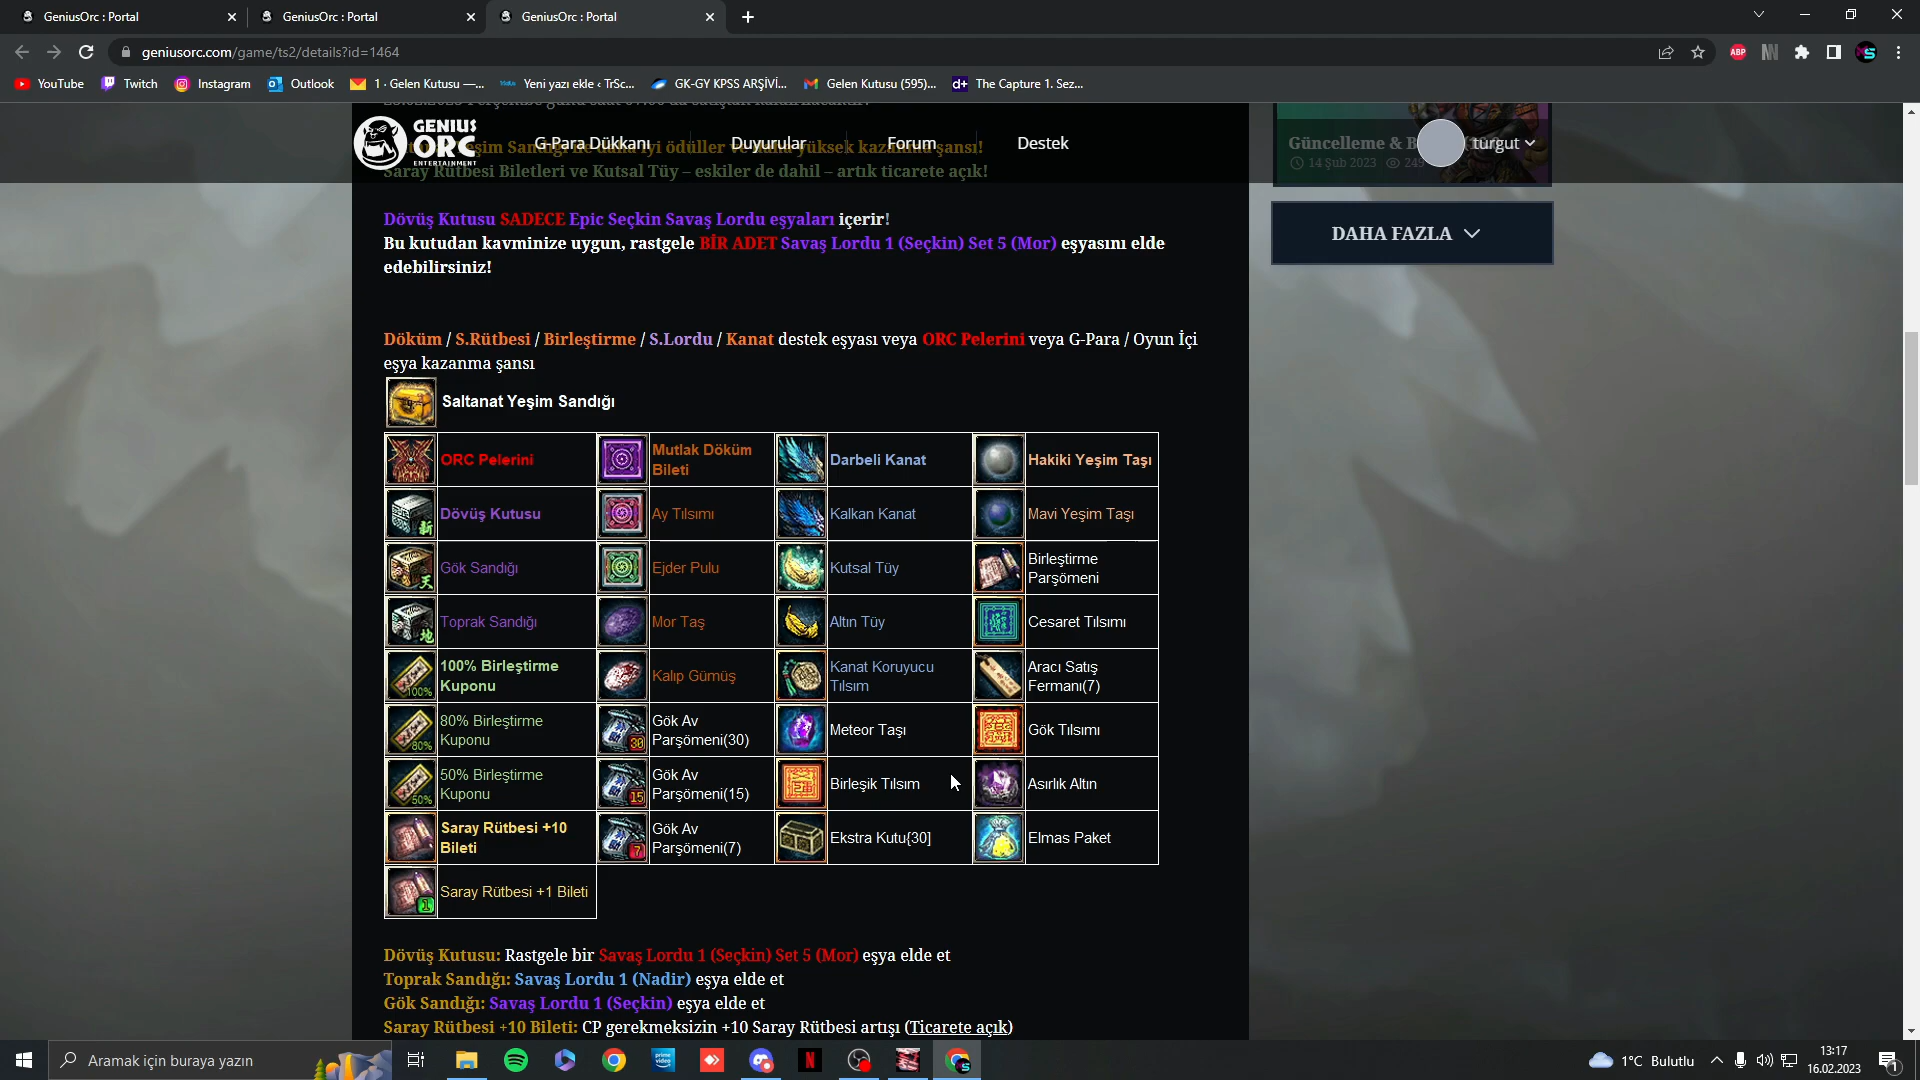 GeniusOrc : Portal
GeniusOrc : Portal
GeniusOrc : Portal
geniusorc.com/game/ts2/details?id=1464
YouTube
Twitch
Instagram
Outlook
1 · Gelen Kutusu —...
Yeni yazı ekle ‹ TrSc...
GK-GY KPSS ARŞİVİ...
Gelen Kutusu (595)...
The Capture 1. Sez...
GENIUS
ORC
ENTERTAINMENT
G-Para Dükkanı
Duyurular
Forum
Destek
Güncelleme & B
turgut
14 Şub 2023
Saray Rütbesi Biletleri ve Kutsal Tüy – eskiler de dahil – artık ticarete açık!
Dövüş Kutusu SADECE Epic Seçkin Savaş Lordu eşyaları içerir!
Bu kutudan kavminize uygun, rastgele BİR ADET Savaş Lordu 1 (Seçkin) Set 5 (Mor) eşyasını elde
edebilirsiniz!
DAHA FAZLA
Döküm / S.Rütbesi / Birleştirme / S.Lordu / Kanat destek eşyası veya ORC Pelerini veya G-Para / Oyun İçi
eşya kazanma şansı
Saltanat Yeşim Sandığı
ORC Pelerini
Mutlak Döküm
Bileti
Darbeli Kanat
Hakiki Yeşim Taşı
Dövüş Kutusu
Ay Tılsımı
Kalkan Kanat
Mavi Yeşim Taşı
Gök Sandığı
Ejder Pulu
Kutsal Tüy
Birleştirme
Parşömeni
Toprak Sandığı
Mor Taş
Altın Tüy
Cesaret Tılsımı
100% Birleştirme
Kuponu
Kalıp Gümüş
Kanat Koruyucu
Tılsım
Aracı Satış
Fermanı(7)
80% Birleştirme
Kuponu
Gök Av
Parşömeni(30)
Meteor Taşı
Gök Tılsımı
50% Birleştirme
Kuponu
Gök Av
Parşömeni(15)
Birleşik Tılsım
Asırlık Altın
Saray Rütbesi +10
Bileti
Gök Av
Parşömeni(7)
Ekstra Kutu{30]
Elmas Paket
Saray Rütbesi +1 Bileti
Dövüş Kutusu: Rastgele bir Savaş Lordu 1 (Seçkin) Set 5 (Mor) eşya elde et
Toprak Sandığı: Savaş Lordu 1 (Nadir) eşya elde et
Gök Sandığı: Savaş Lordu 1 (Seçkin) eşya elde et
Saray Rütbesi +10 Bileti: CP gerekmeksizin +10 Saray Rütbesi artışı (Ticarete açık)
Aramak için buraya yazın
1°C Bulutlu
13:17
16.02.2023